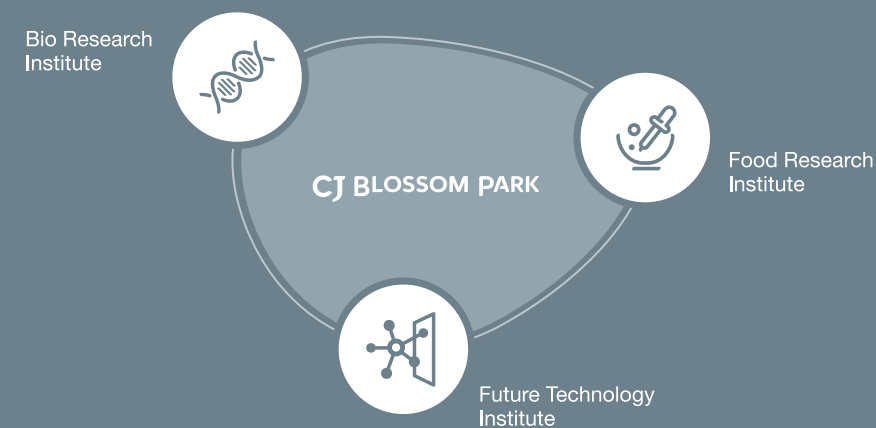 Bio Research
Institute
CJ BLOSSOM PARK
Food Research
Institute
Future Technology
Institute